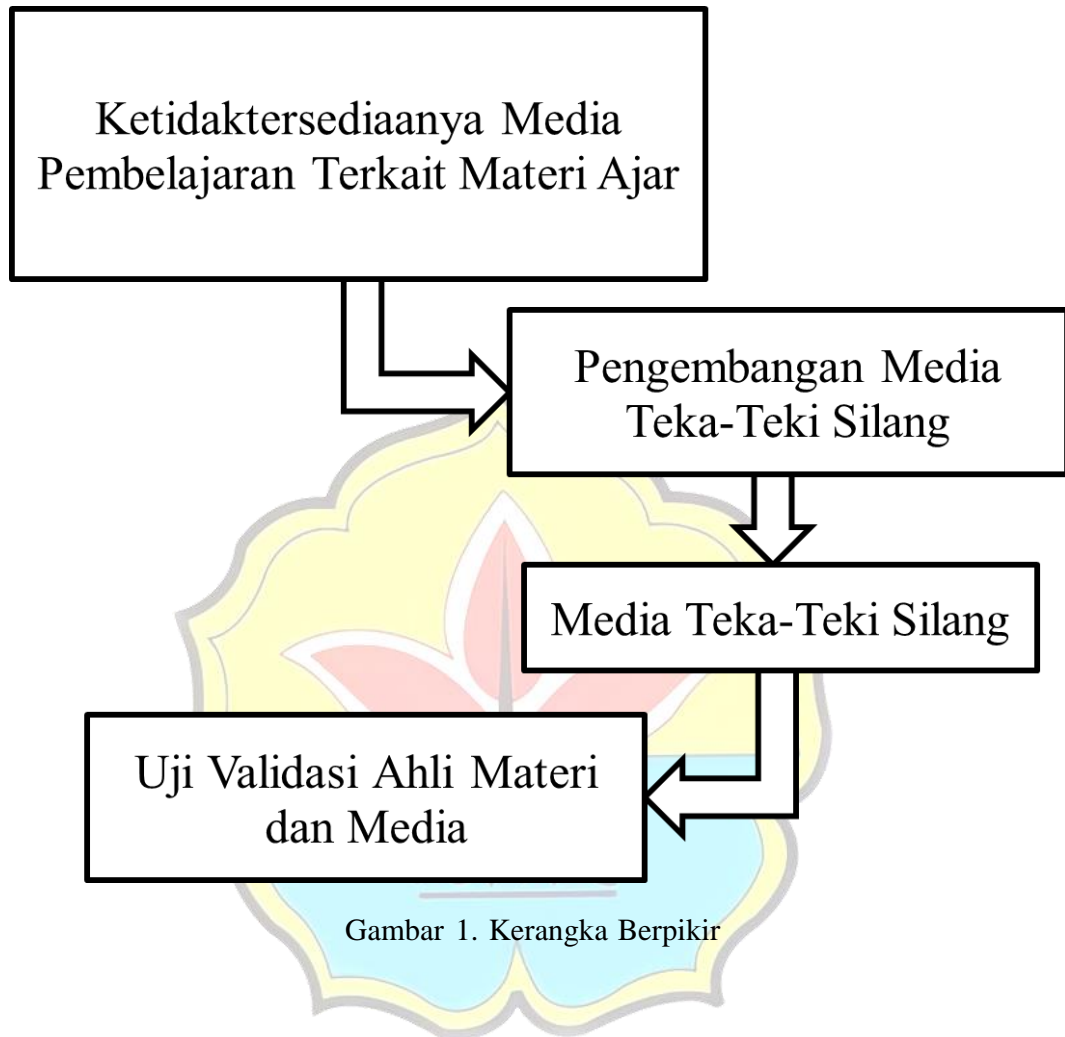 Ketidaktersediaanya Media
Pembelajaran Terkait Materi Ajar
Pengembangan Media
Teka-Teki Silang
Media Teka-Teki Silang
Uji Validasi Ahli Materi
dan Media
Gambar 1. Kerangka Berpikir